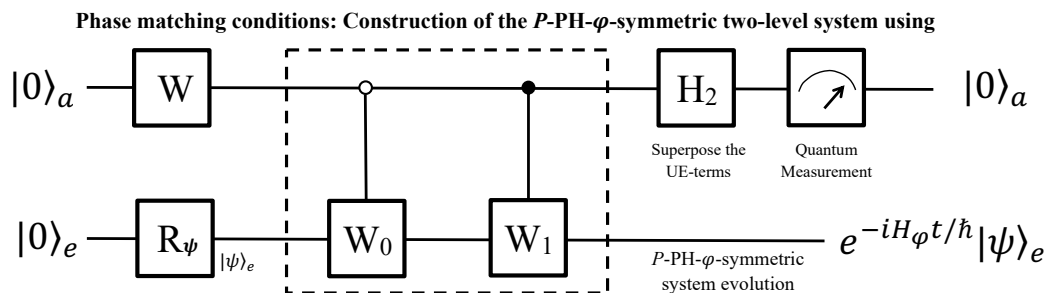 Phase matching conditions: Construction of the P-PH-φ-symmetric two-level system using
|0⟩a W H₂ |0⟩a
Superpose the UE-terms
Quantum Measurement
|0⟩e Rψ |ψ⟩e W₀ W₁ e^{-iHφt/ℏ}|ψ⟩e
P-PH-φ-symmetric
system evolution